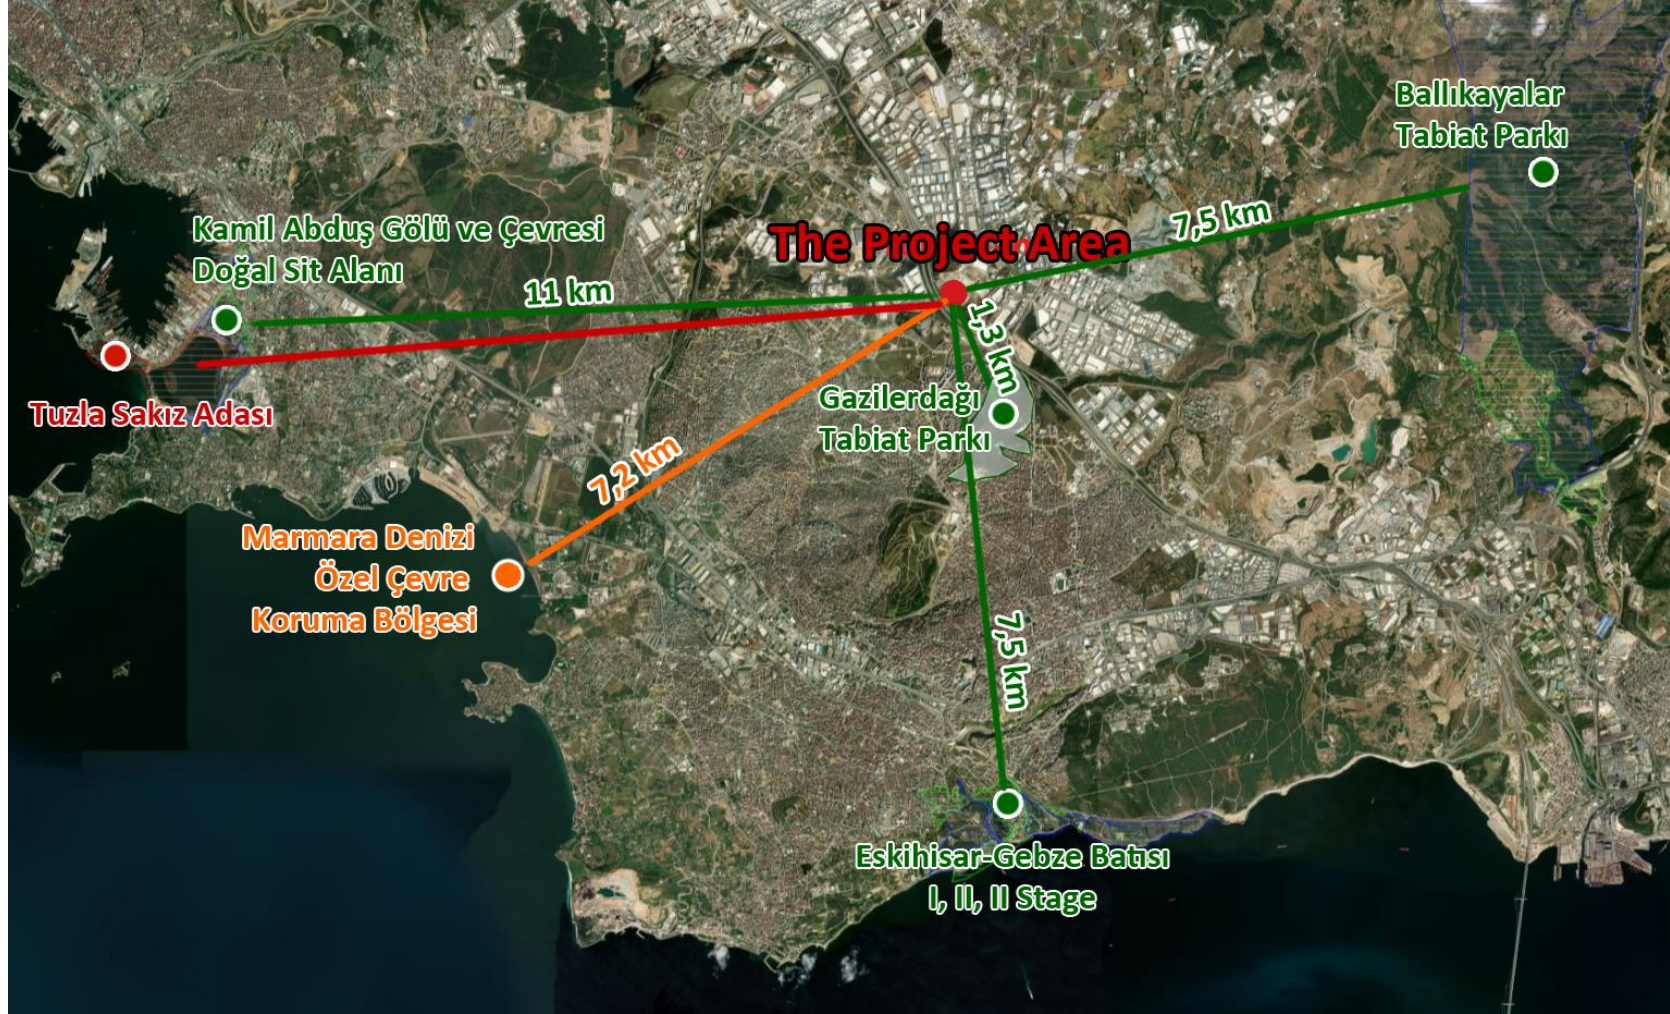 Ballıkayalar
Tabiat Parkı
7,5 km
Kamil Abduş Gölü ve Çevresi
Doğal Sit Alanı
The Project Area
11 km
1,3 km
Gazilerdağı
Tabiat Parkı
Tuzla Sakız Adası
7,2 km
Marmara Denizi
Özel Çevre
Koruma Bölgesi
7,5 km
Eskihisar-Gebze Batısı
I, II, II Stage